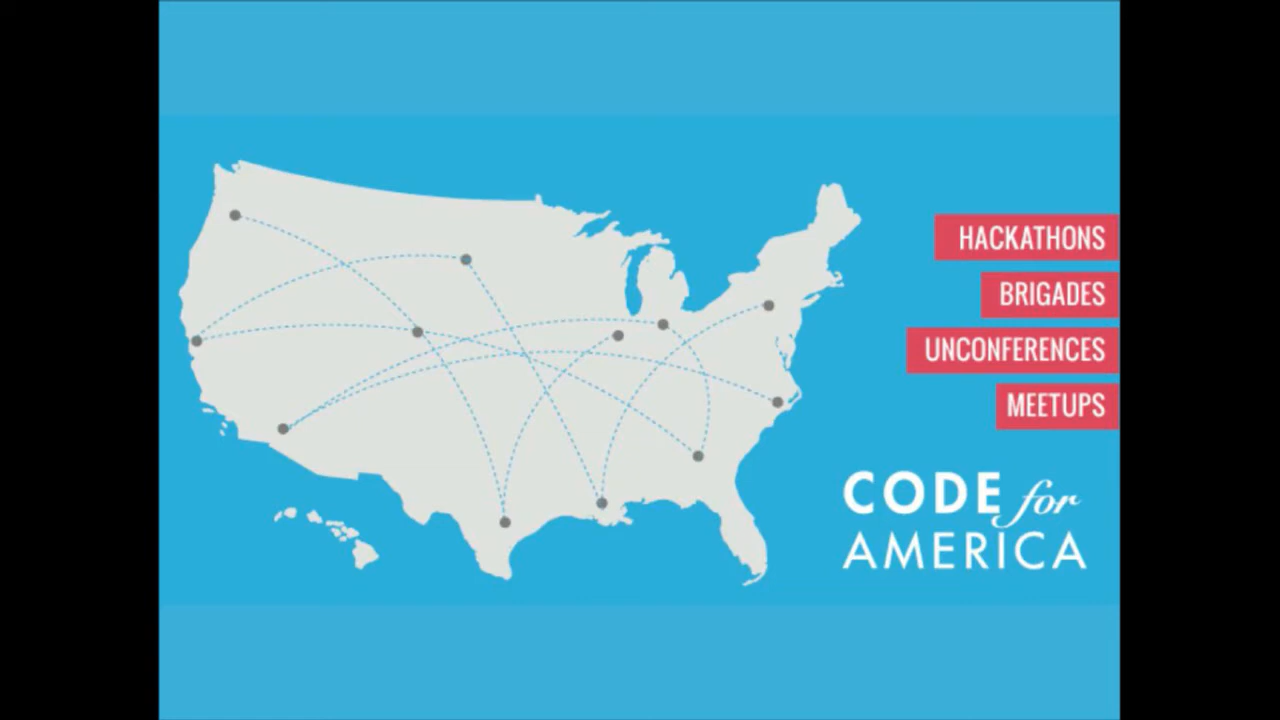 HACKATHONS
BRIGADES
UNCONFERENCES
MEETUPS
CODE for
AMERICA